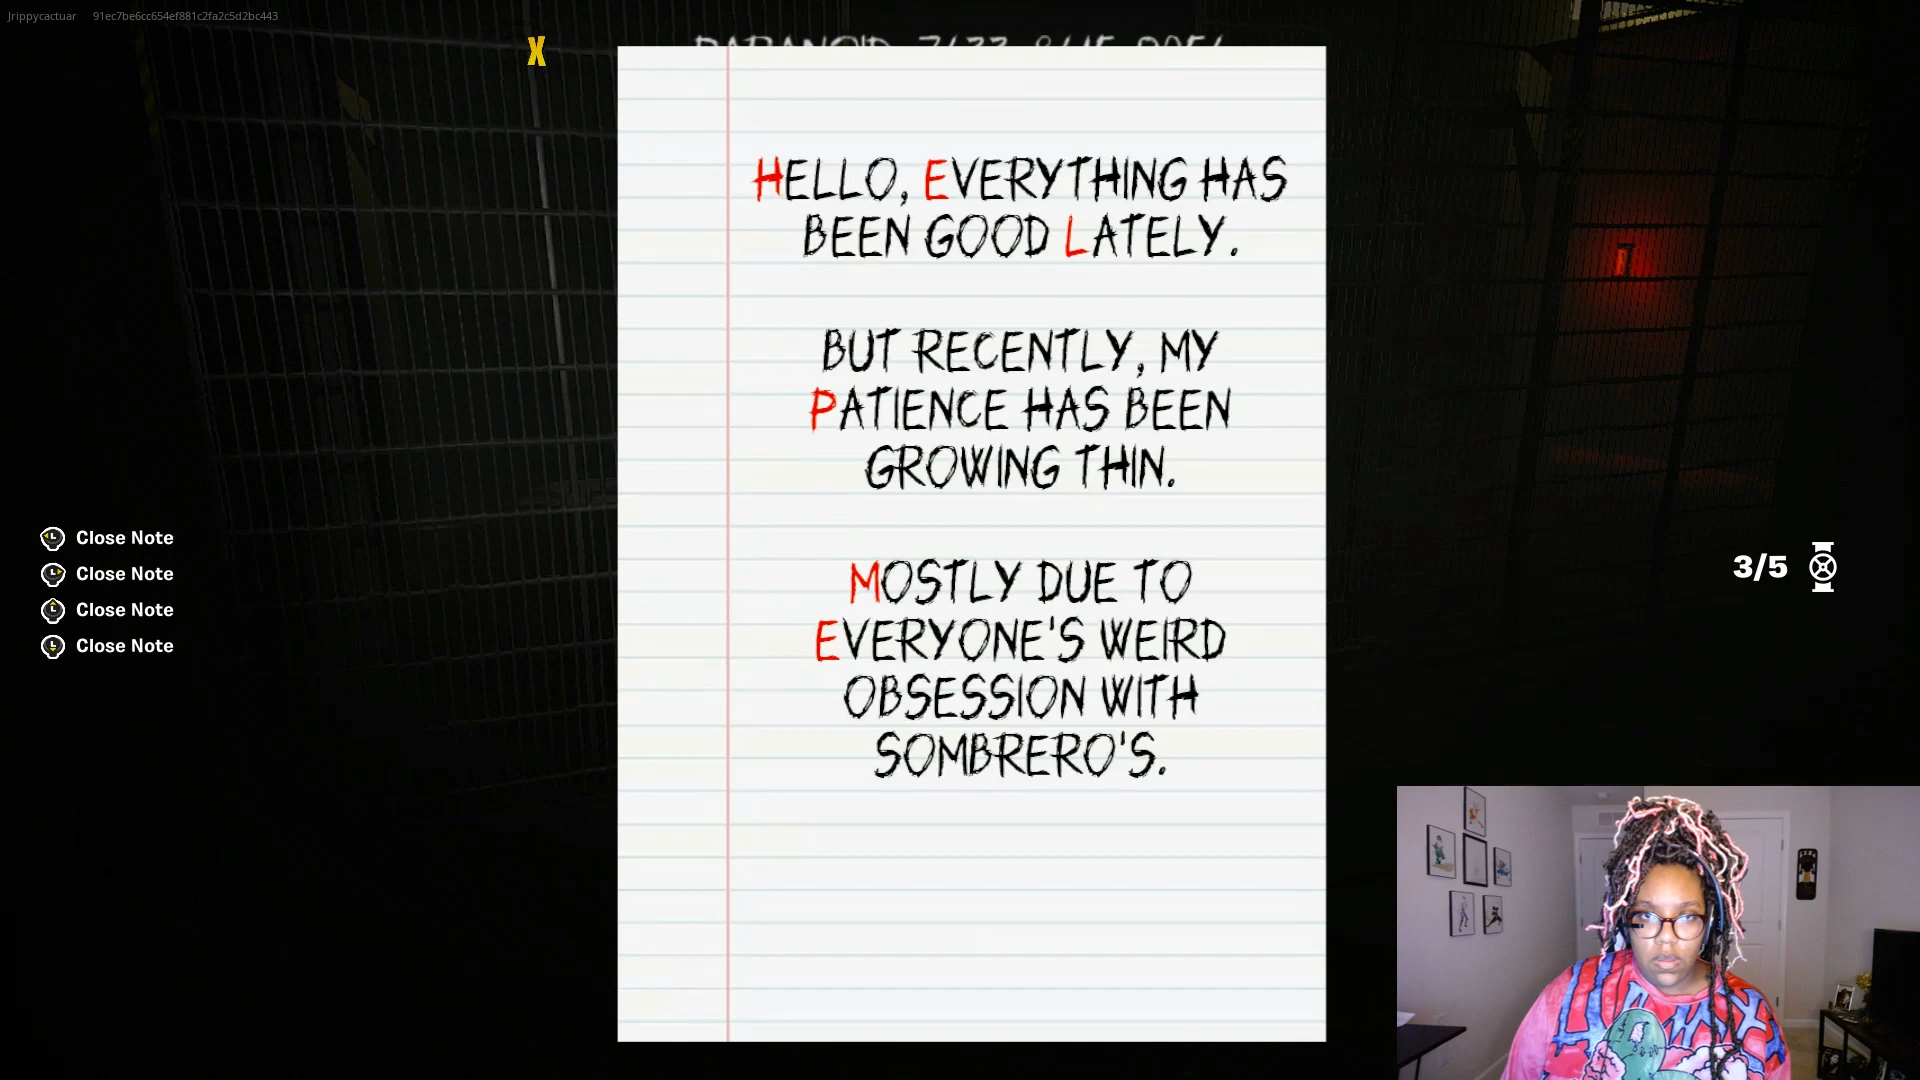 Jrippycactuar 91ec7be6cc654ef881c2fa2c5d2bc443
X
HELLO, EVERYTHING HAS
BEEN GOOD LATELY.
BUT RECENTLY, MY
PATIENCE HAS BEEN
GROWING THIN.
MOSTLY DUE TO
EVERYONE'S WEIRD
OBSESSION WITH
SOMBRERO'S.
Close Note
Close Note
Close Note
Close Note
3/5